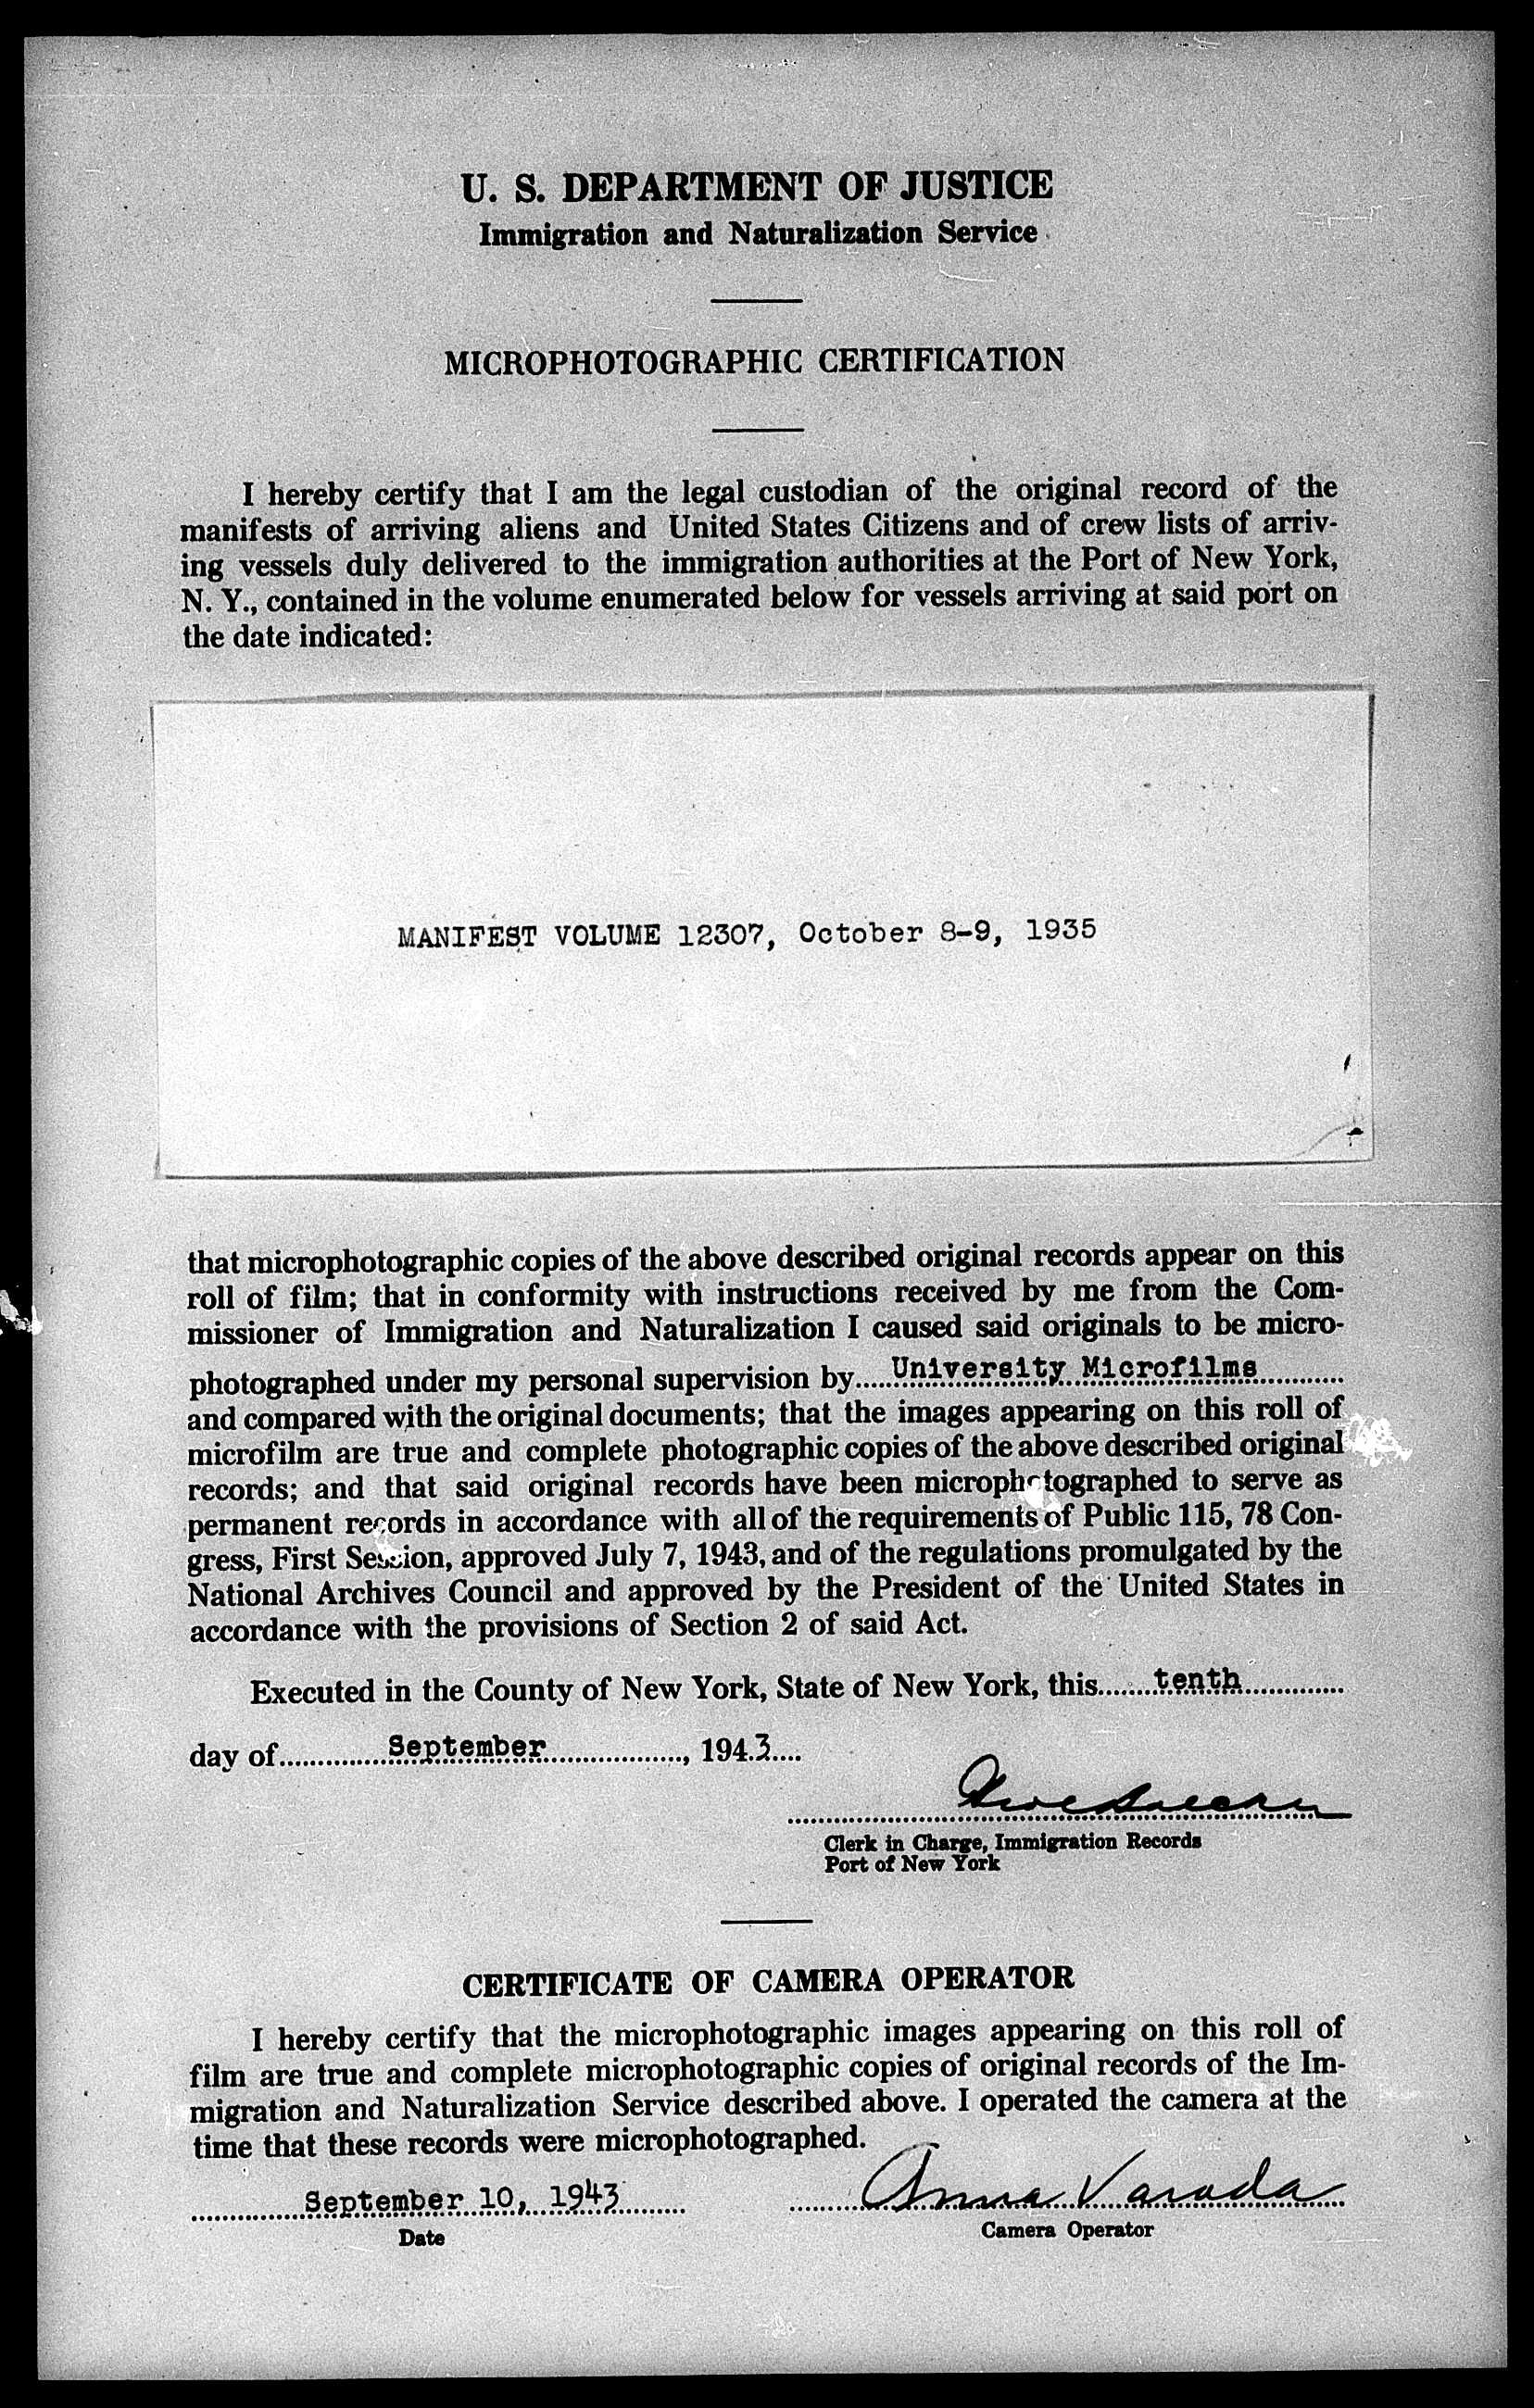 U. S. DEPARTMENT OF JUSTICE
Immigration and Naturalization Service
MICROPHOTOGRAPHIC CERTIFICATION
I hereby certify that I am the legal custodian of the original record of the
manifests of arriving aliens and United States Citizens and of crew lists of arriv-
ing vessels duly delivered to the immigration authorities at the Port of New York,
N. Y., contained in the volume enumerated below for vessels arriving at said port on
the date indicated:
MANIFEST VOLUME 12307, October 8-9, 1935
that microphotographic copies of the above described original records appear on this
roll of film; that in conformity with instructions received by me from the Com-
missioner of Immigration and Naturalization I caused said originals to be micro-
photographed under my personal supervision by......University Microfilms............
and compared with the original documents; that the images appearing on this roll of
microfilm are true and complete photographic copies of the above described original
records; and that said original records have been microphotographed to serve as
permanent records in accordance with all of the requirements of Public 115, 78 Con-
gress, First Session, approved July 7, 1943, and of the regulations promulgated by the
National Archives Council and approved by the President of the United States in
accordance with the provisions of Section 2 of said Act.
Executed in the County of New York, State of New York, this........tenth..............
day of..............September.................., 194.3....
Clerk in Charge, Immigration Records
Port of New York
CERTIFICATE OF CAMERA OPERATOR
I hereby certify that the microphotographic images appearing on this roll of
film are true and complete microphotographic copies of original records of the Im-
migration and Naturalization Service described above. I operated the camera at the
time that these records were microphotographed.
September 10, 1943 Anna Varada
Date Camera Operator